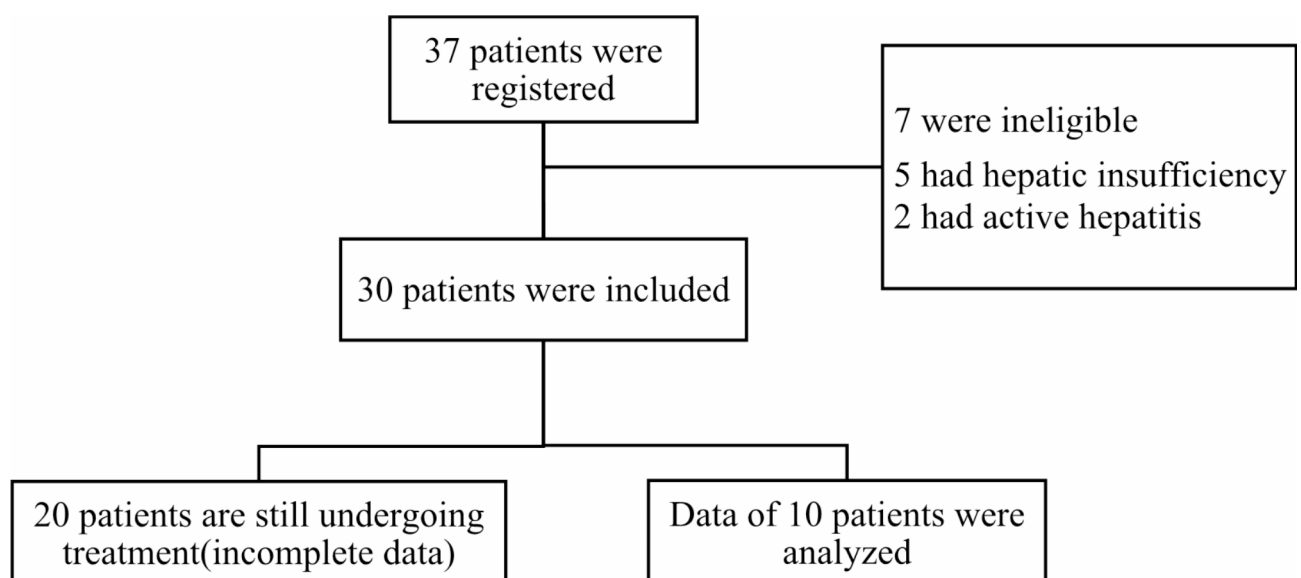 37 patients were
registered
7 were ineligible
5 had hepatic insufficiency
2 had active hepatitis
30 patients were included
20 patients are still undergoing
treatment(incomplete data)
Data of 10 patients were
analyzed